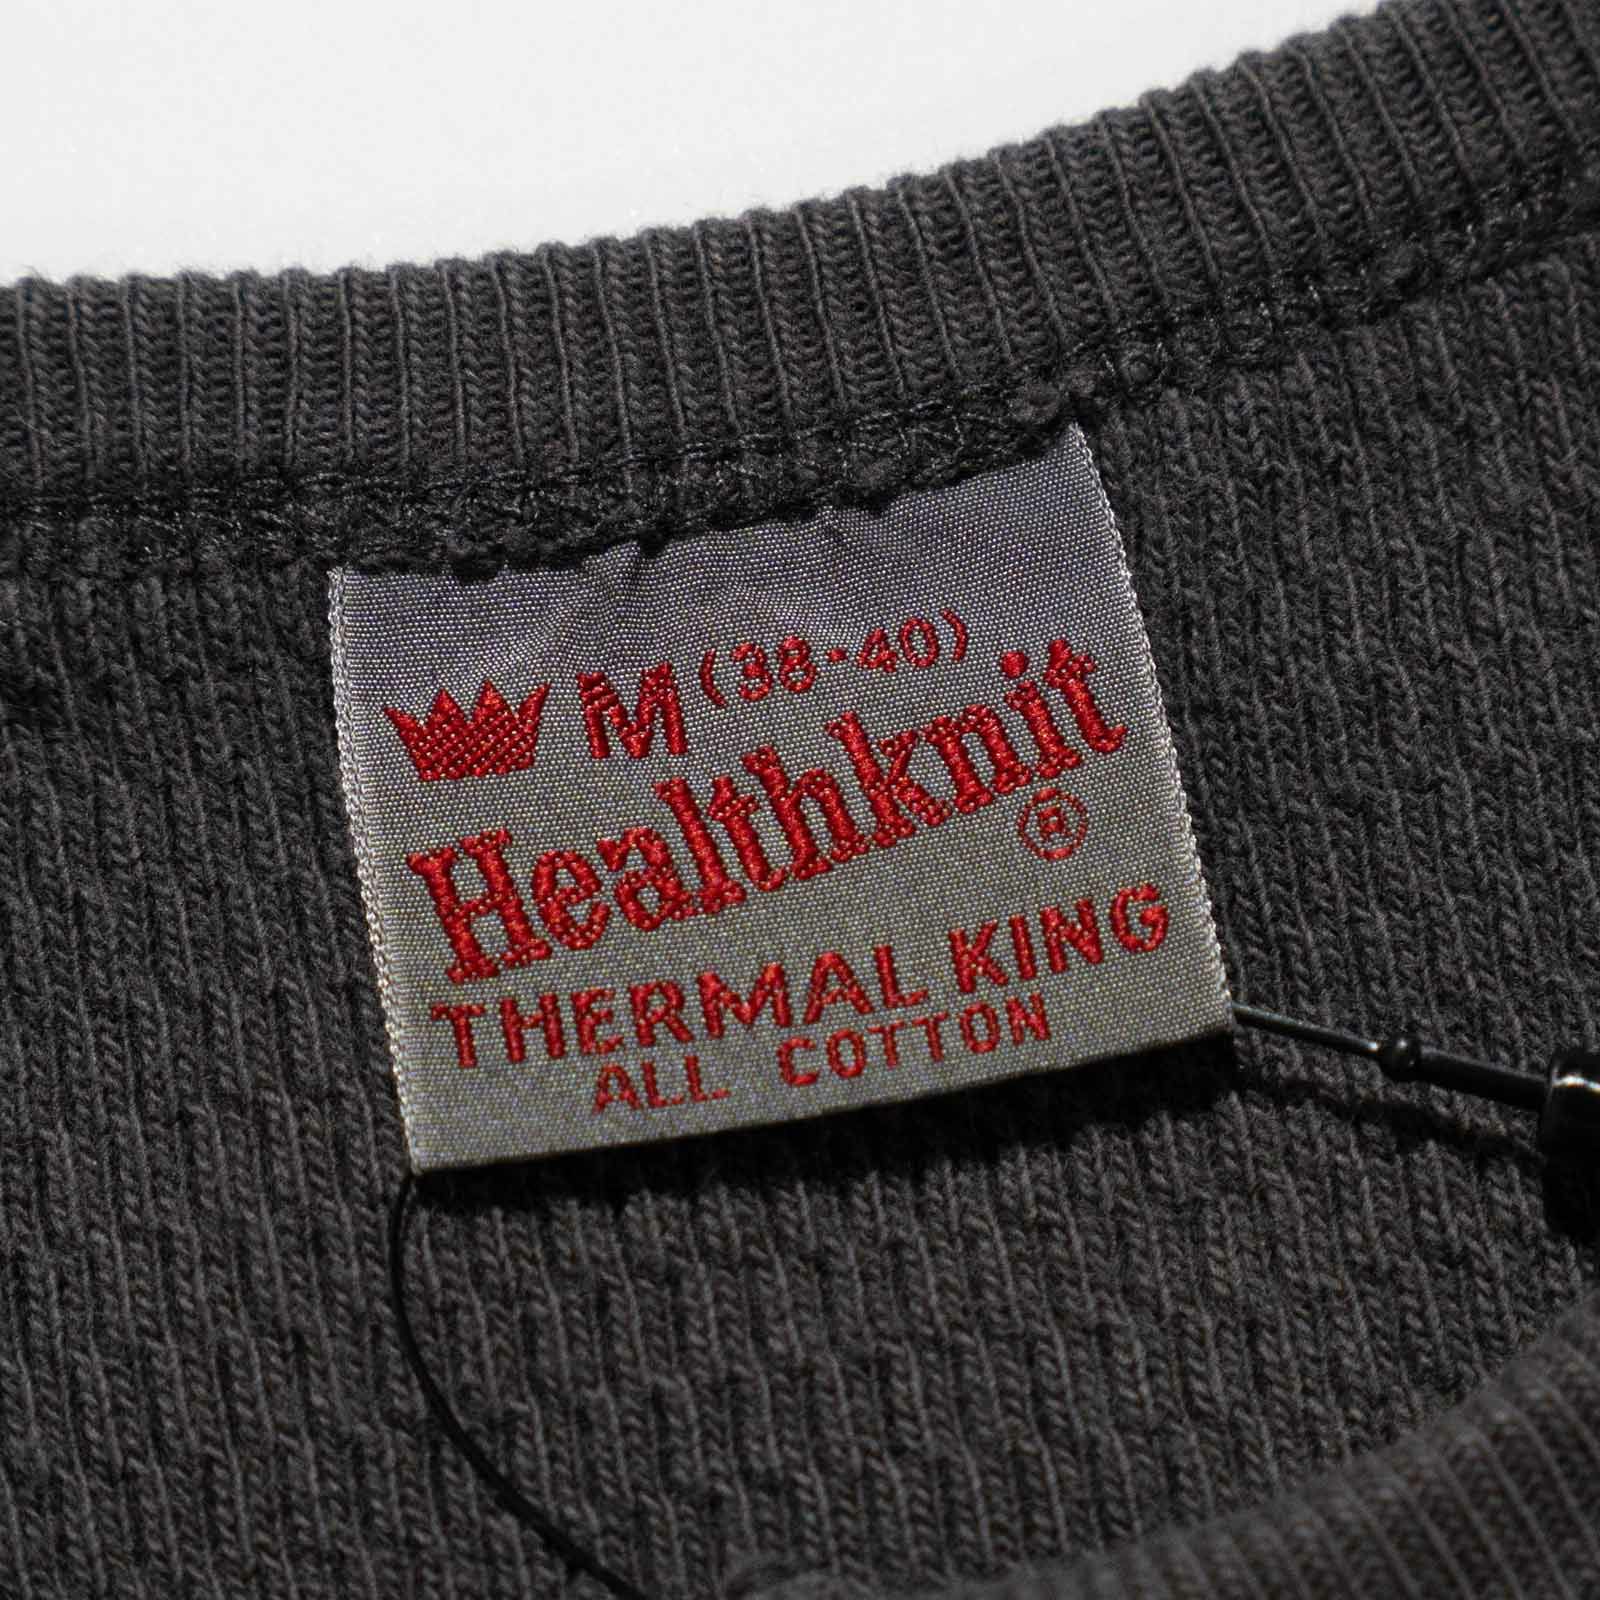 M (38-40)
Healthknit
®
THERMAL KING
ALL COTTON